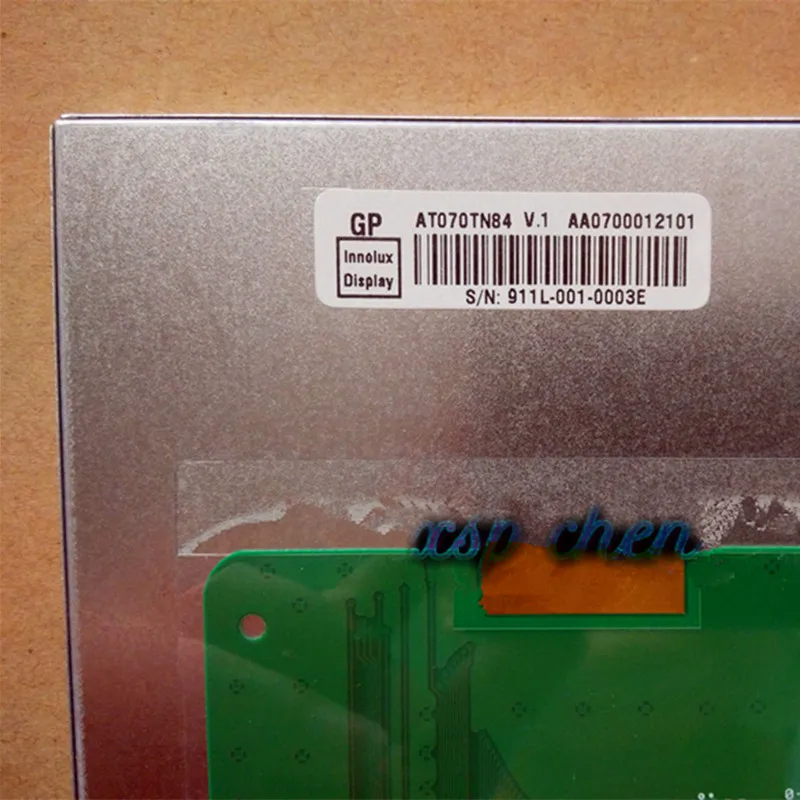 GP AT070TN84 V.1 AA0700012101
Innolux
Display
S/N: 911L-001-0003E
xsp chen